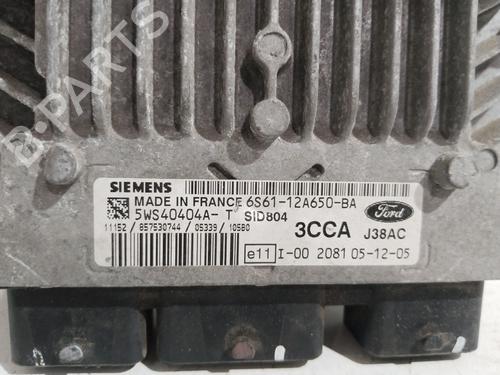 B-PARTS
SIEMENS
MADE IN FRANCE 6S61-12A650-BA
5WS40404A- T SID804
3CCA J38AC
Ford
11152 / 857530744 / 05339 / 10580
e11 I-00 2081 05-12-05